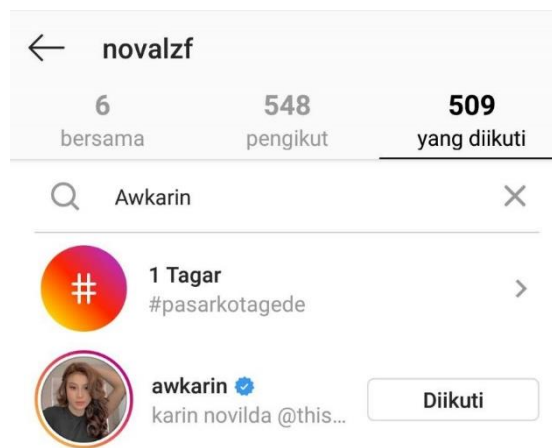 novalzf
6 548 509
bersama pengikut yang diikuti
Awkarin
#
1 Tagar
#pasarkotagede
awkarin
karin novilda @this...
Diikuti